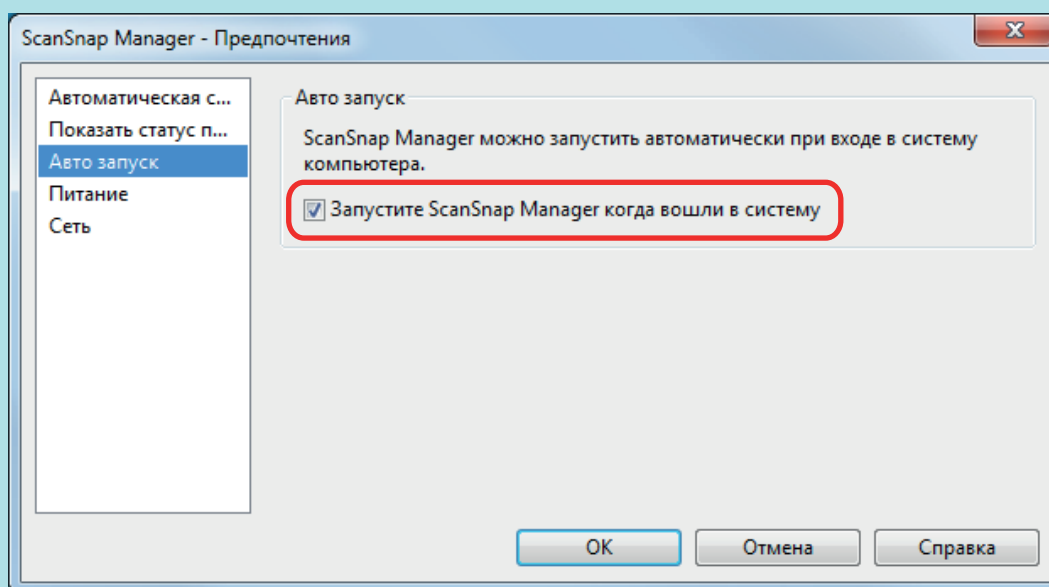 ScanSnap Manager - Предпочтения
Автоматическая с...
Показать статус п...
Авто запуск
Питание
Сеть
Авто запуск
ScanSnap Manager можно запустить автоматически при входе в систему
компьютера.
Запустите ScanSnap Manager когда вошли в систему
OK
Отмена
Справка